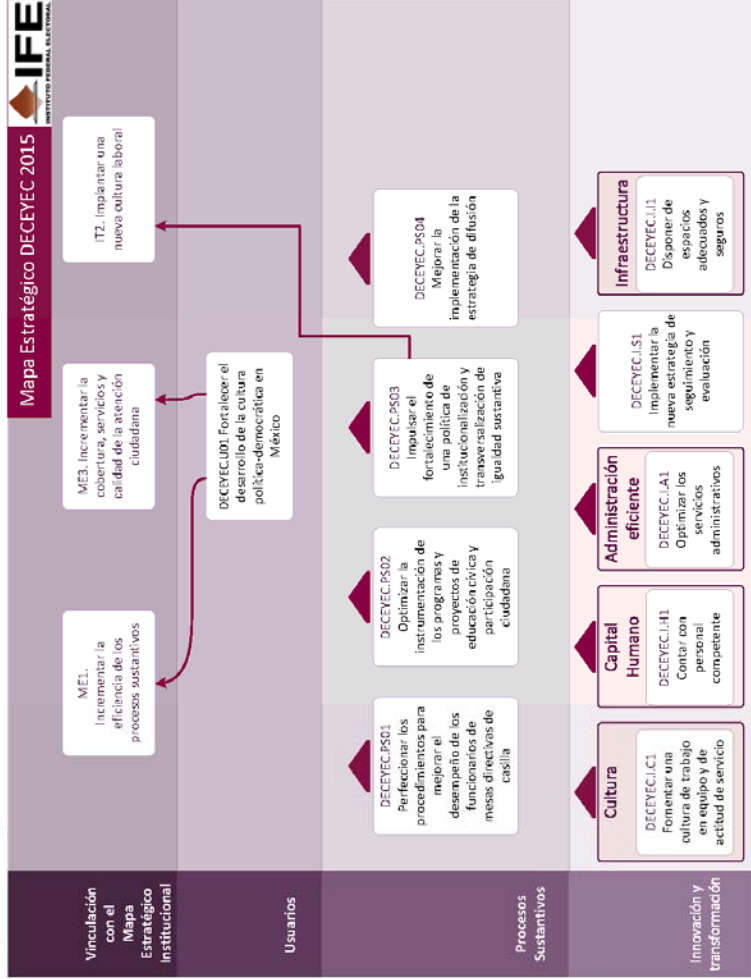 Mapa Estratégico DECEYEC 2015
IFE
INSTITUTO FEDERAL ELECTORAL
Vinculación
con el
Mapa
Estratégico
Institucional
ME1.
Incrementar la
eficiencia de los
procesos sustantivos
ME3. Incrementar la
cobertura, servicios y
calidad de la atención
ciudadana
IT2. Implantar una
nueva cultura laboral
Usuarios
DECEYEC.U01 Fortalecer el
desarrollo de la cultura
política-democrática en
México
Procesos
Sustantivos
DECEYEC.PS01
Perfeccionar los
procedimientos para
mejorar el
desempeño de los
funcionarios de
mesas directivas de
casilla
DECEYEC.PS02
Optimizar la
instrumentación de
los programas y
proyectos de
educación cívica y
participación
ciudadana
DECEYEC.PS03
Impulsar el
fortalecimiento de
una política de
institucionalización y
transversalización de
igualdad sustantiva
DECEYEC.PS04
Mejorar la
implementación de la
estrategia de difusión
Innovación y
transformación
Cultura
DECEYEC.I.C1
Fomentar una
cultura de trabajo
en equipo y de
actitud de servicio
Capital
Humano
DECEYEC.I.H1
Contar con
personal
competente
Administración
eficiente
DECEYEC.I.A1
Optimizar los
servicios
administrativos
DECEYEC.I.S1
Implementar la
nueva estrategia de
seguimiento y
evaluación
Infraestructura
DECEYEC.I.I1
Disponer de
espacios
adecuados y
seguros